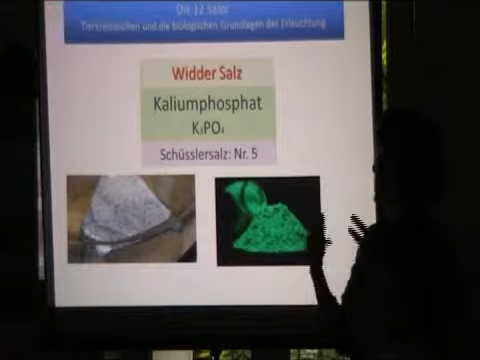 Die 12 Salze
Tierkreiszeichen und die biologischen Grundlagen der Erleuchtung
Widder Salz
Kaliumphosphat
K₃PO₄
Schüsslersalz: Nr. 5